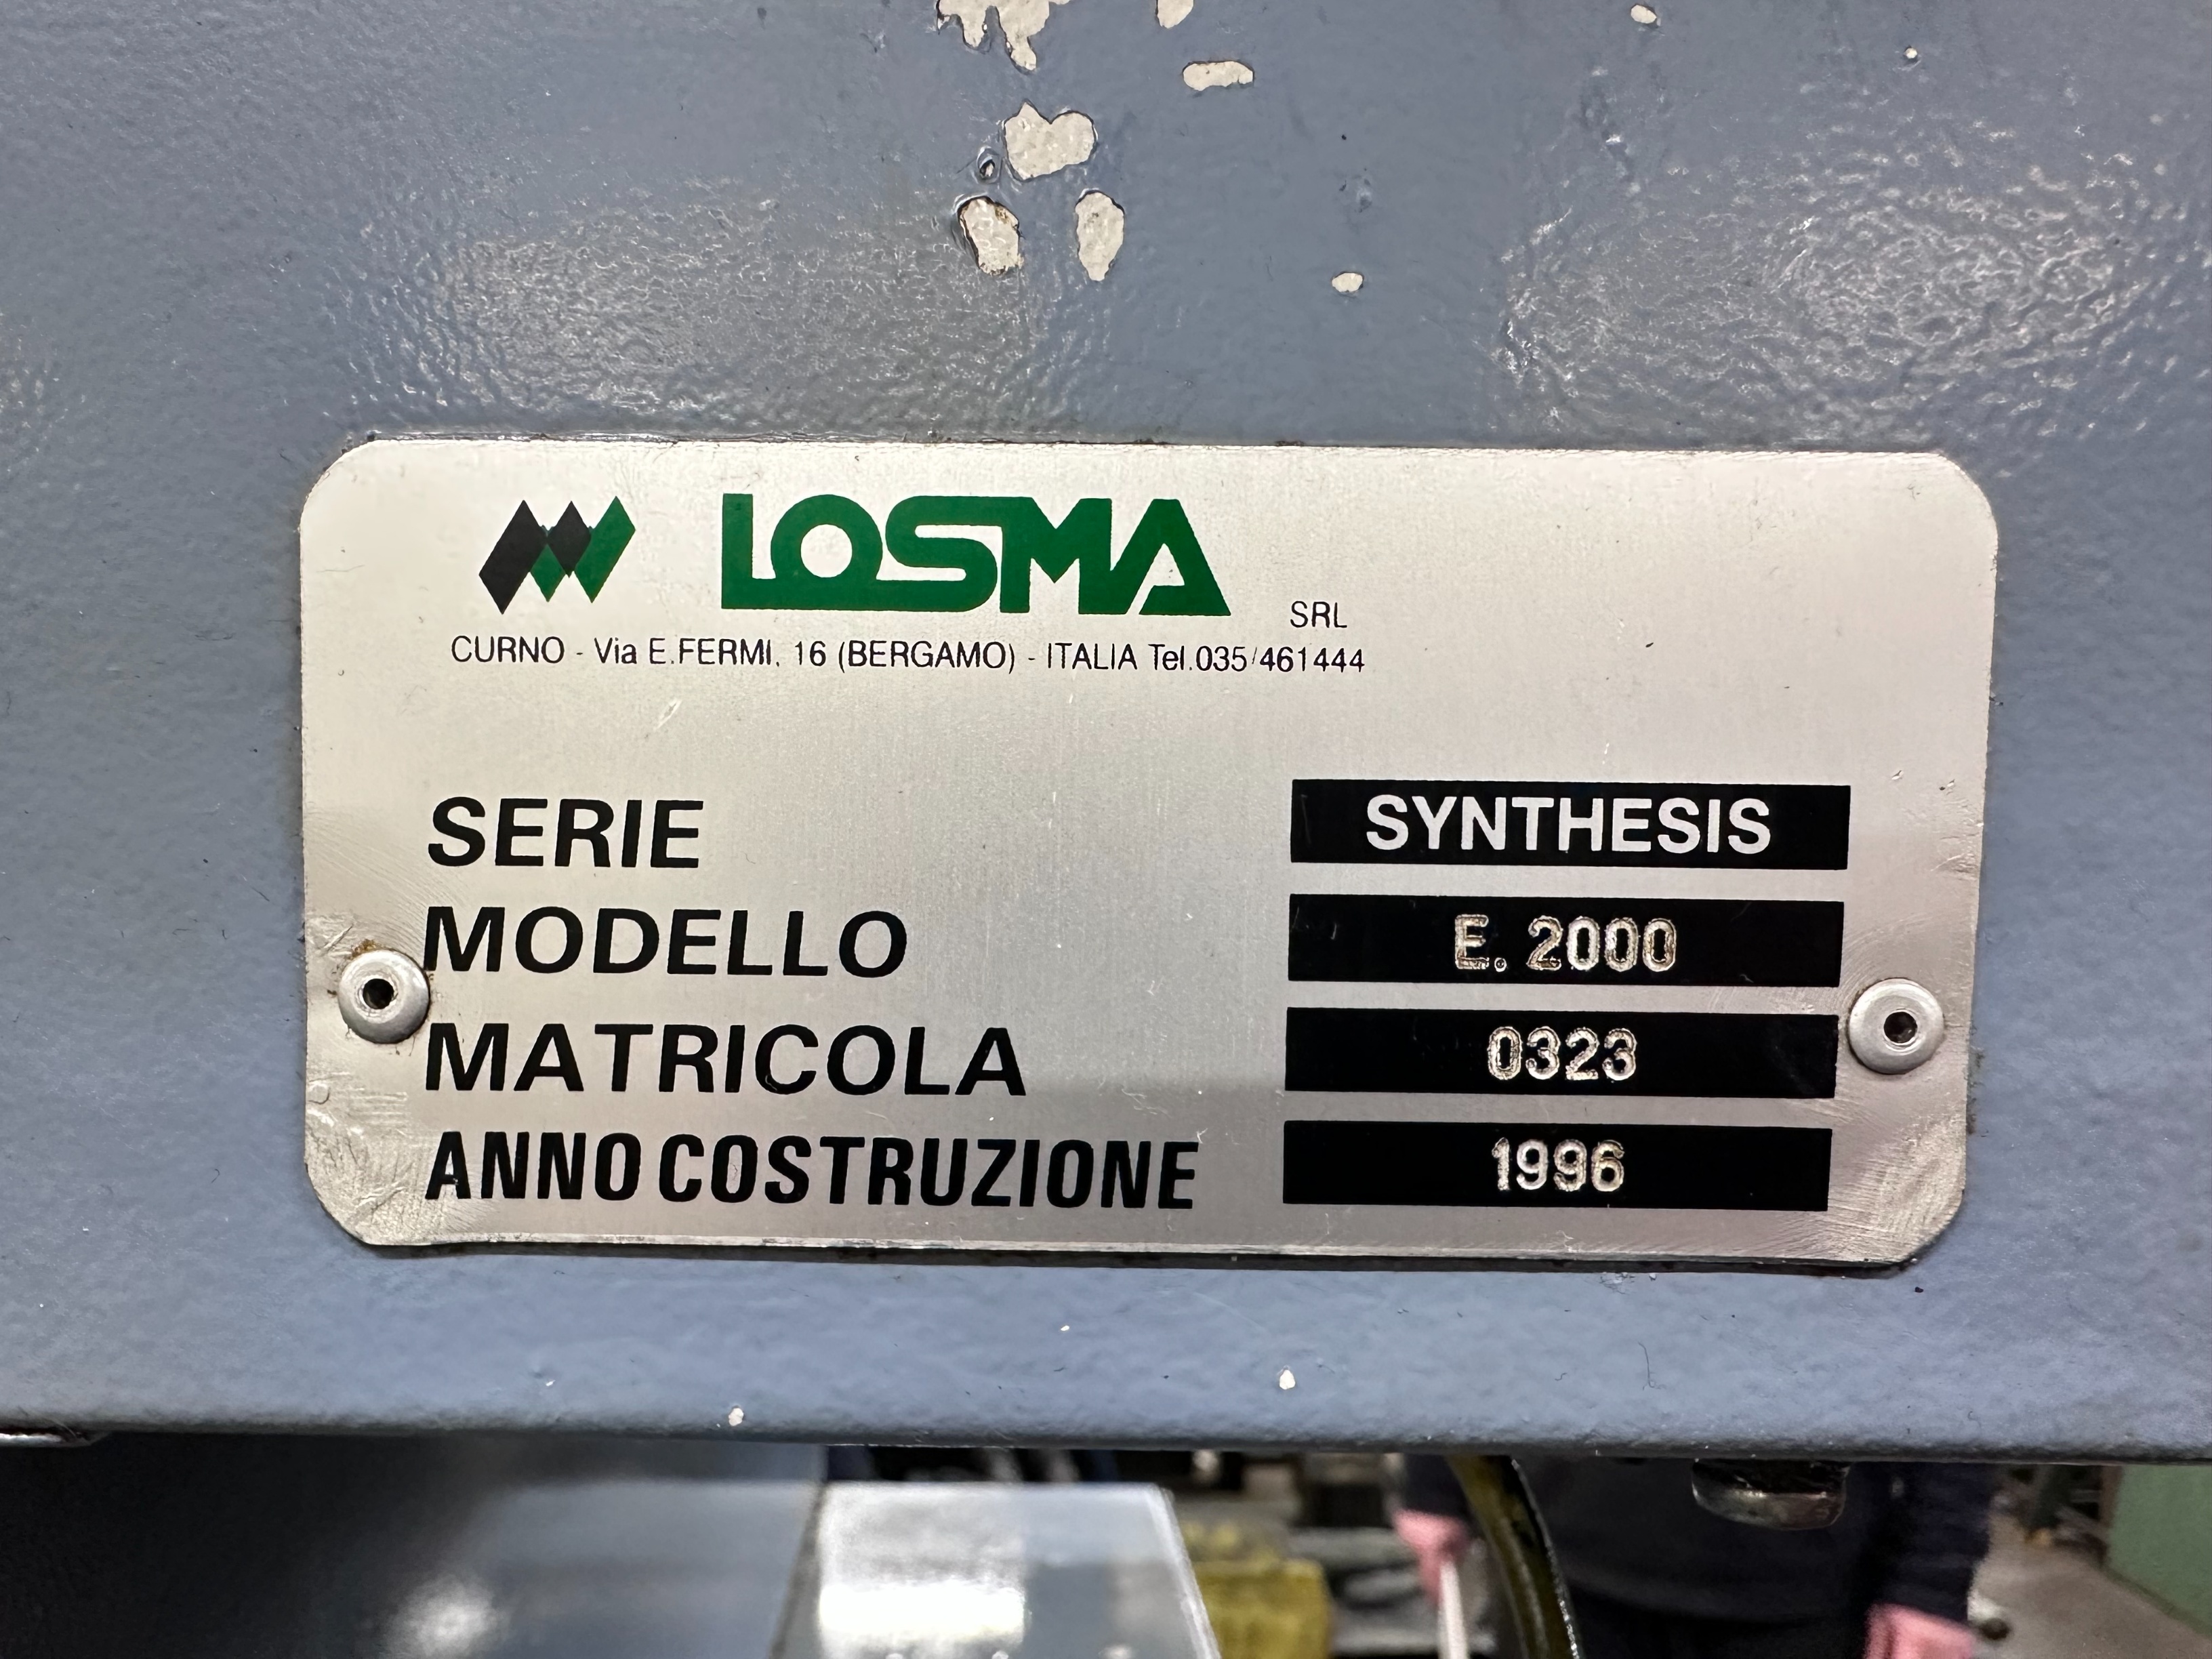 LOSMA SRL
CURNO - Via E.FERMI, 16 (BERGAMO) - ITALIA Tel.035/461444
SERIE SYNTHESIS
MODELLO E. 2000
MATRICOLA 0323
ANNO COSTRUZIONE 1996